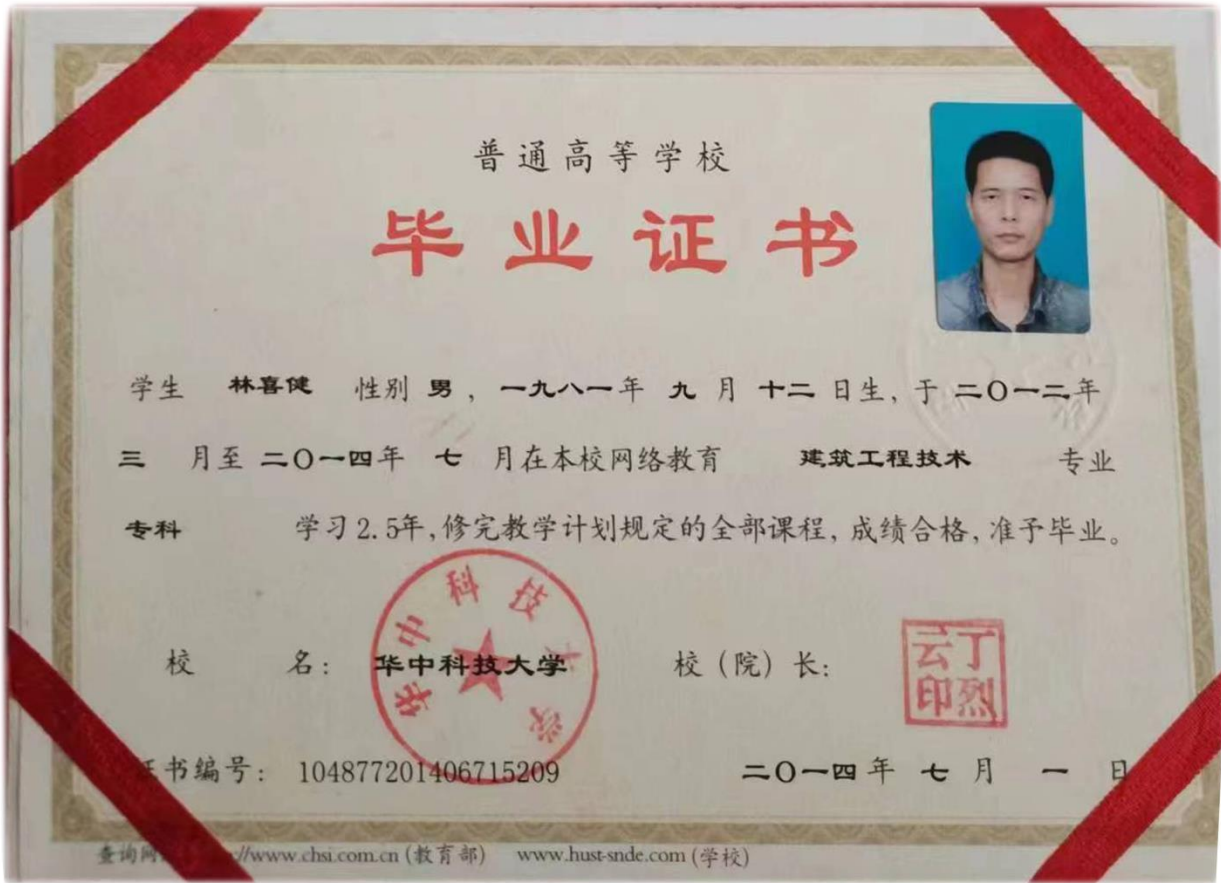 普通高等学校
毕业证书
学生 林喜健 性别 男，一九八一年 九 月 十二 日生，于 二〇一二年
三 月至 二〇一四年 七 月在本校网络教育 建筑工程技术 专业
专科 学习2.5年，修完教学计划规定的全部课程，成绩合格，准予毕业。
校 名： 华中科技大学 校（院）长：
华中科技大学
丁烈云印
书编号： 104877201406715209 二〇一四年 七 月 一 日
查询网 //www.chsi.com.cn (教育部) www.hust-snde.com (学校)